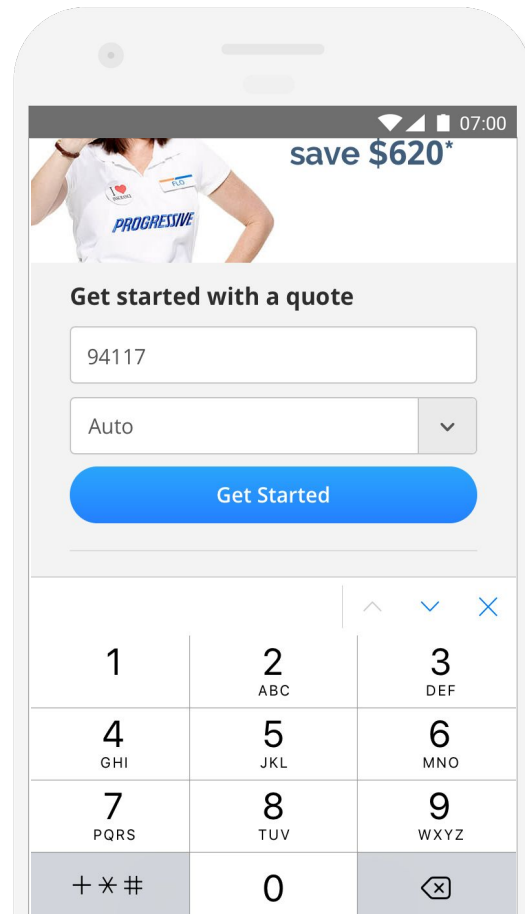 07:00
save $620*
I ❤
FLO
PROGRESSIVE
Get started with a quote
94117
Auto
Get Started
1
2
3
ABC
DEF
4
5
6
GHI
JKL
MNO
7
8
9
PQRS
TUV
WXYZ
+*#
0